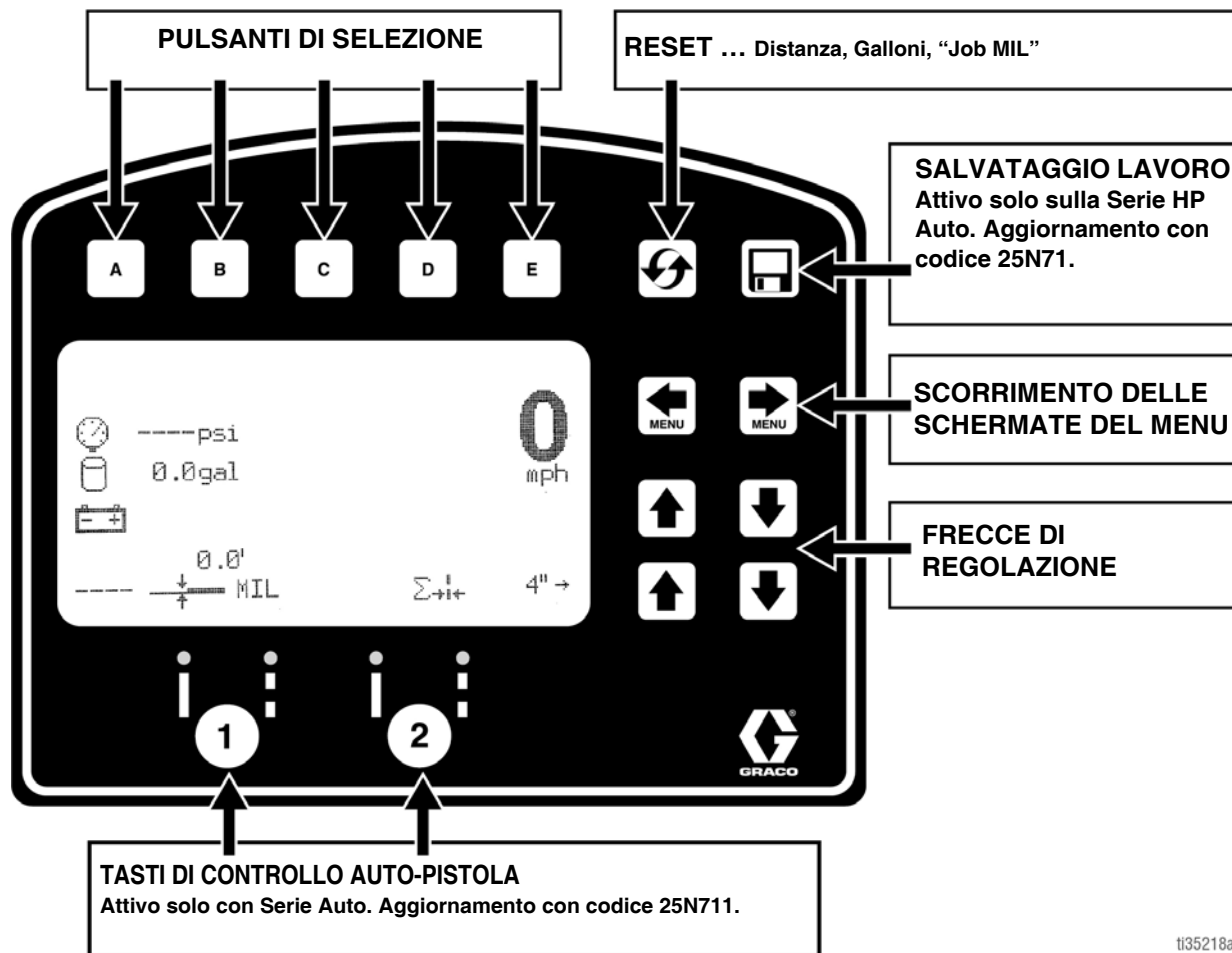 PULSANTI DI SELEZIONE
RESET ... Distanza, Galloni, “Job MIL”
SALVATAGGIO LAVORO
Attivo solo sulla Serie HP
Auto. Aggiornamento con
codice 25N71.
A B C D E
----psi
0
0.0gal
mph
- +
0.0'
---- MIL Σ 4"→
MENU MENU
SCORRIMENTO DELLE
SCHERMATE DEL MENU
FRECCE DI
REGOLAZIONE
1 2
G
GRACO
®
TASTI DI CONTROLLO AUTO-PISTOLA
Attivo solo con Serie Auto. Aggiornamento con codice 25N711.
ti35218a